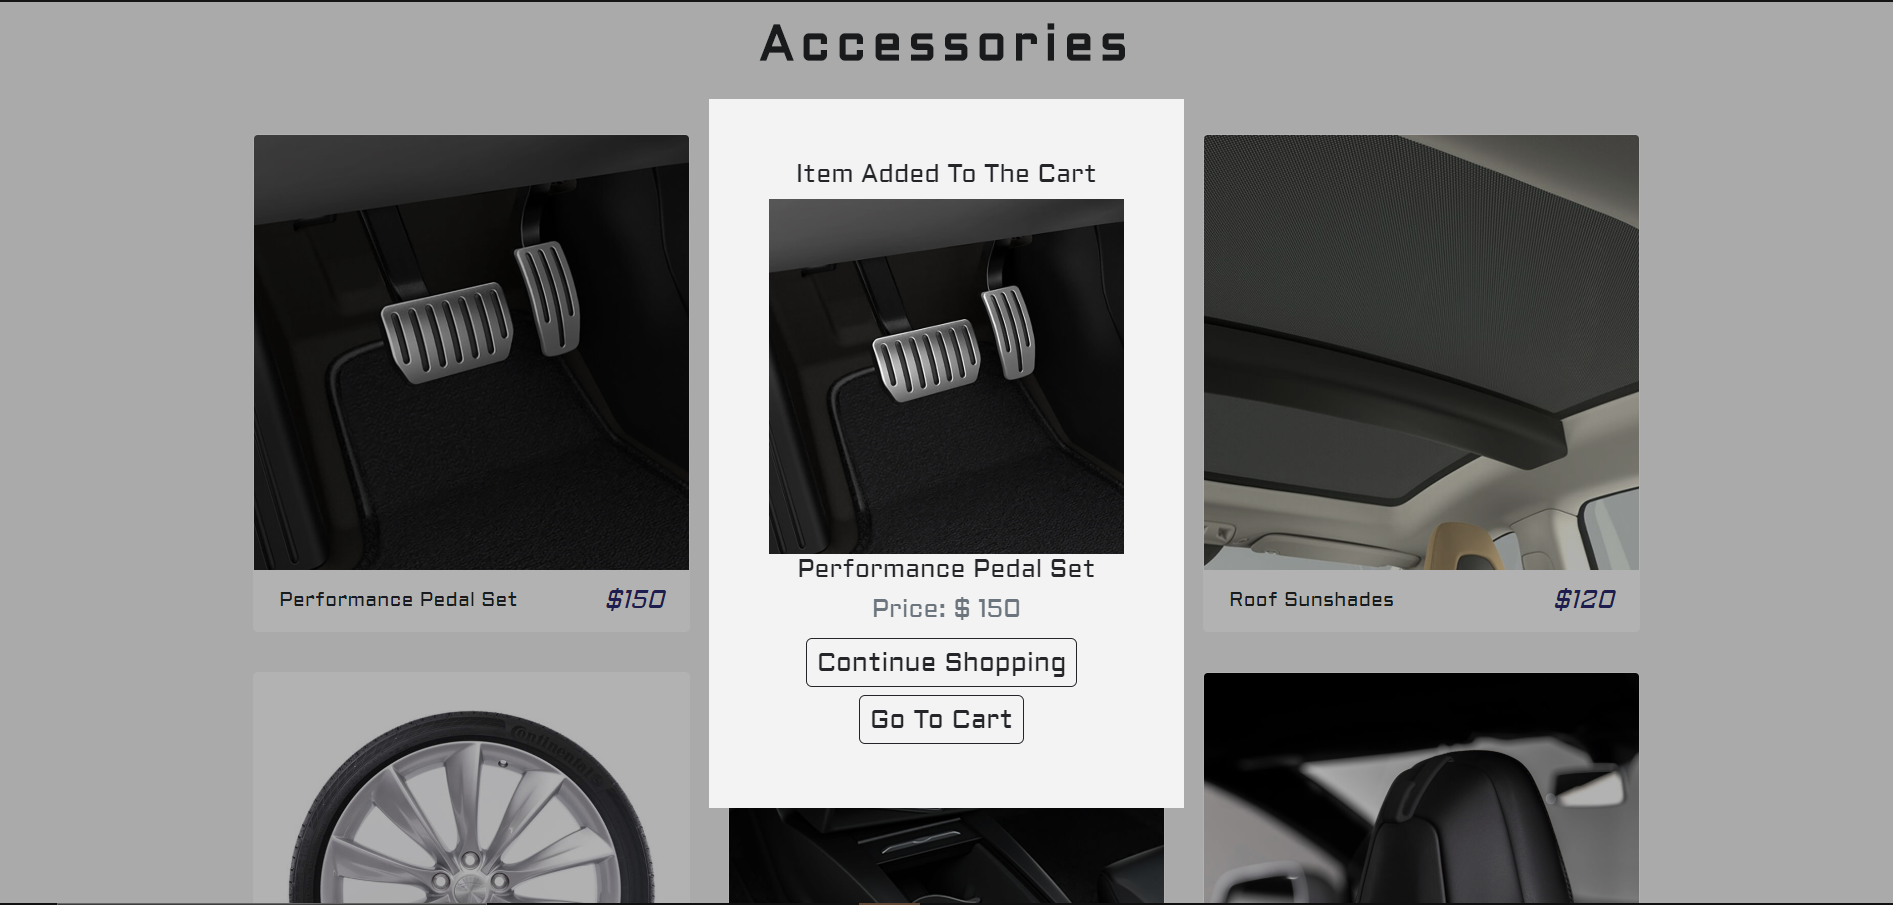 Accessories
Item Added To The Cart
Performance Pedal Set
Price: $ 150
Continue Shopping
Go To Cart
Performance Pedal Set $150
Roof Sunshades $120
Continental